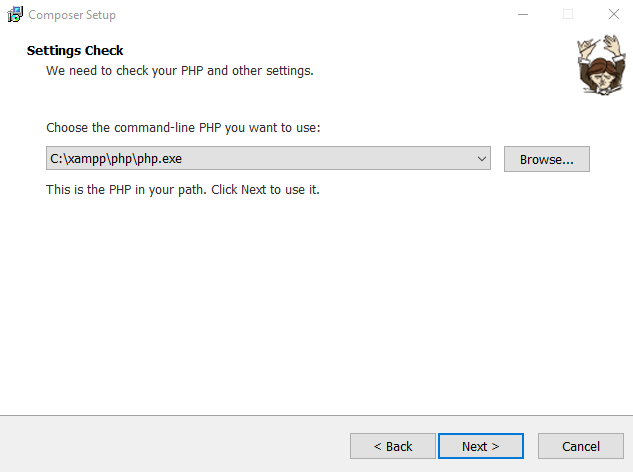 Composer Setup
Settings Check
We need to check your PHP and other settings.
Choose the command-line PHP you want to use:
C:\xampp\php\php.exe
Browse...
This is the PHP in your path. Click Next to use it.
< Back
Next >
Cancel